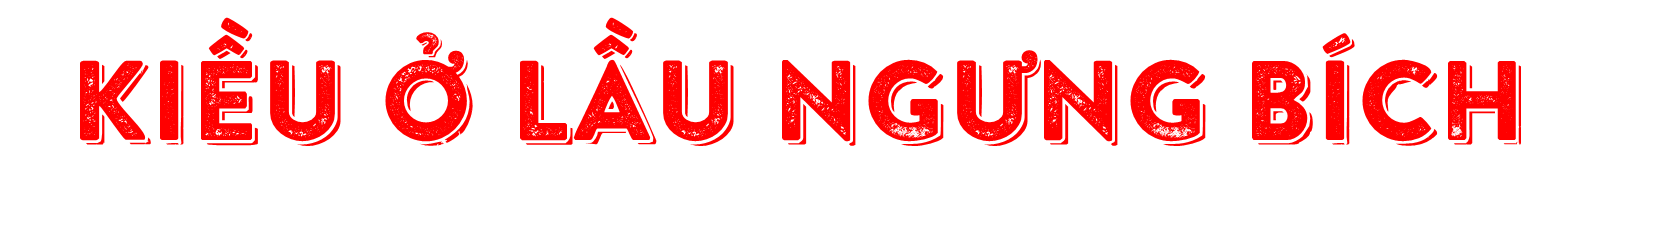 KIỀU Ở LẦU NGƯNG BÍCH